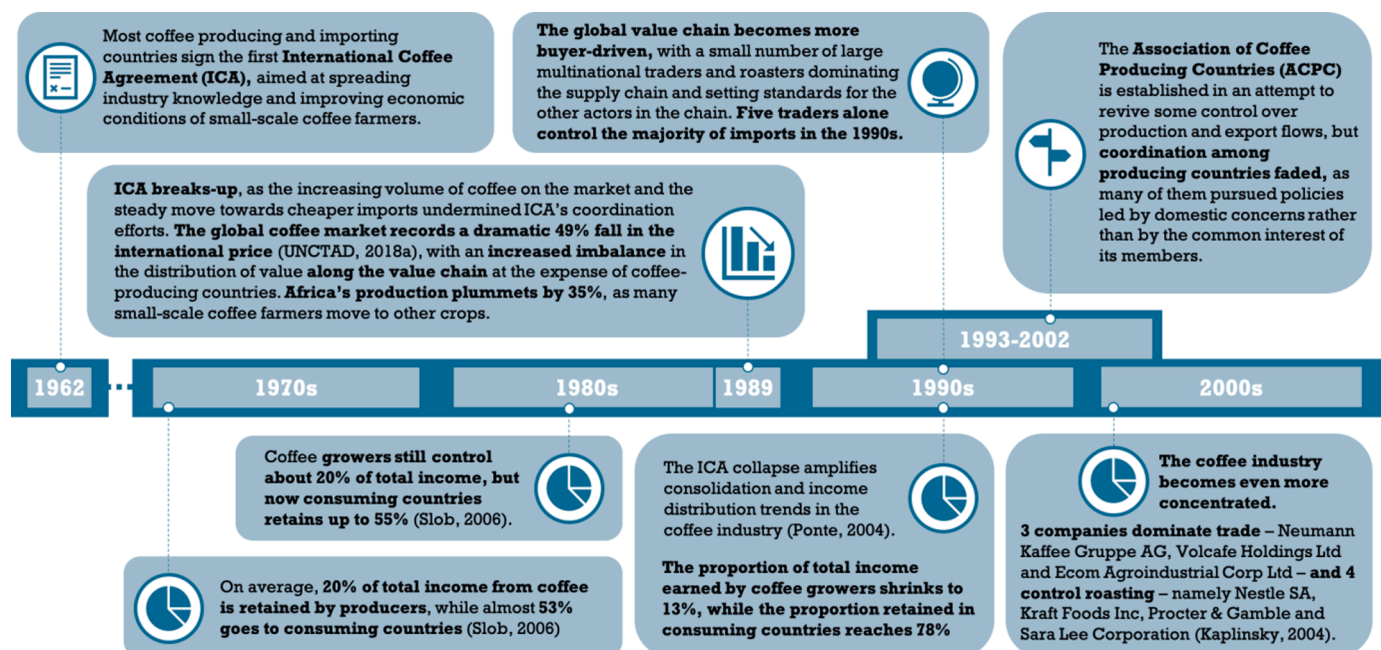 Most coffee producing and importing
countries sign the first International Coffee
Agreement (ICA), aimed at spreading
industry knowledge and improving economic
conditions of small-scale coffee farmers.
The global value chain becomes more
buyer-driven, with a small number of large
multinational traders and roasters dominating
the supply chain and setting standards for the
other actors in the chain. Five traders alone
control the majority of imports in the 1990s.
The Association of Coffee
Producing Countries (ACPC)
is established in an attempt to
revive some control over
production and export flows, but
coordination among
producing countries faded, as
many of them pursued policies
led by domestic concerns rather
than by the common interest of
its members.
ICA breaks-up, as the increasing volume of coffee on the market and the
steady move towards cheaper imports undermined ICA's coordination
efforts. The global coffee market records a dramatic 49% fall in the
international price (UNCTAD, 2018a), with an increased imbalance in
the distribution of value along the value chain at the expense of coffee-
producing countries. Africa's production plummets by 35%, as many
small-scale coffee farmers move to other crops.
1993-2002
1962
1970s
1980s
1989
1990s
2000s
Coffee growers still control
about 20% of total income, but
now consuming countries
retains up to 55% (Slob, 2006).
On average, 20% of total income from coffee
is retained by producers, while almost 53%
goes to consuming countries (Slob, 2006)
The ICA collapse amplifies
consolidation and income
distribution trends in the
coffee industry (Ponte, 2004).
The proportion of total income
earned by coffee growers shrinks to
13%, while the proportion retained in
consuming countries reaches 78%
The coffee industry
becomes even more
concentrated.
3 companies dominate trade – Neumann
Kaffee Gruppe AG, Volcafe Holdings Ltd
and Ecom Agroindustrial Corp Ltd – and 4
control roasting – namely Nestle SA,
Kraft Foods Inc, Procter & Gamble and
Sara Lee Corporation (Kaplinsky, 2004).